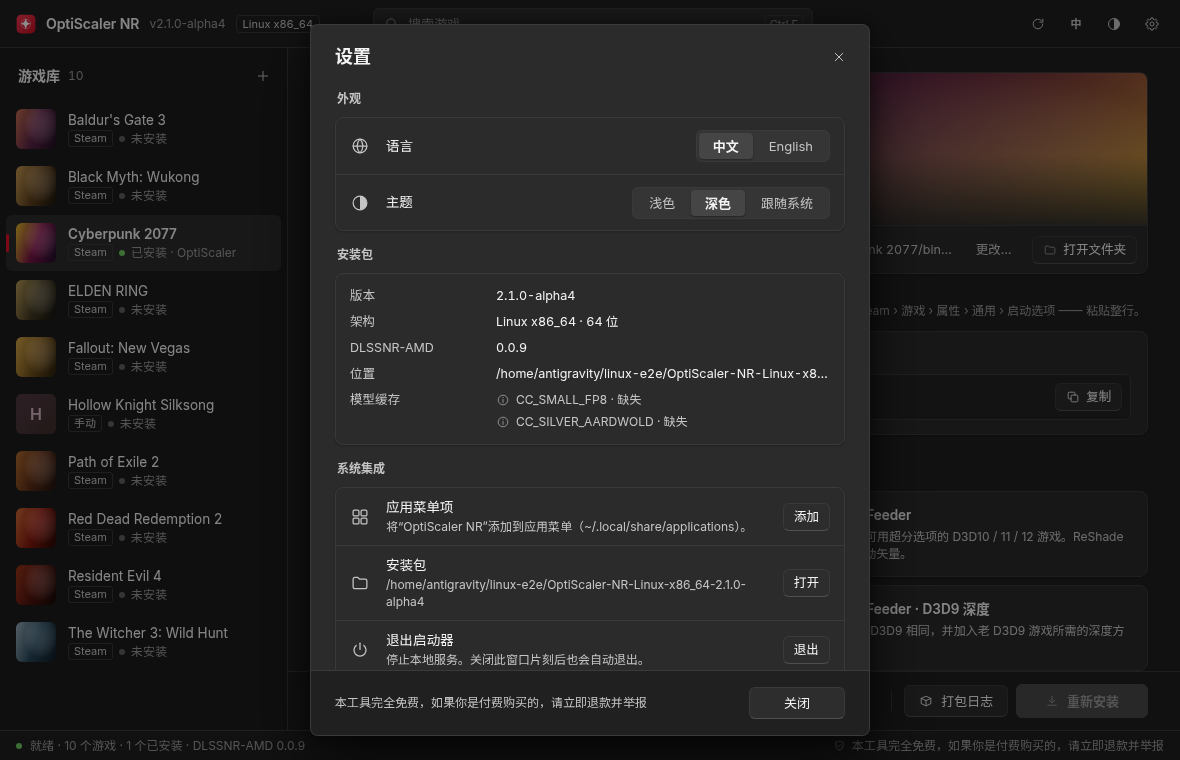 OptiScaler NR v2.1.0-alpha4 Linux x86_64 搜索游戏 Ctrl F 中
游戏库 10
Baldur's Gate 3
Steam 未安装
Black Myth: Wukong
Steam 未安装
Cyberpunk 2077
Steam 已安装 · OptiScaler
ELDEN RING
Steam 未安装
Fallout: New Vegas
Steam 未安装
H
Hollow Knight Silksong
手动 未安装
Path of Exile 2
Steam 未安装
Red Dead Redemption 2
Steam 未安装
Resident Evil 4
Steam 未安装
The Witcher 3: Wild Hunt
Steam 未安装
设置
外观
语言 中文 English
主题 浅色 深色 跟随系统
安装包
版本 2.1.0-alpha4
架构 Linux x86_64 · 64 位
DLSSNR-AMD 0.0.9
位置 /home/antigravity/linux-e2e/OptiScaler-NR-Linux-x8...
模型缓存 CC_SMALL_FP8 · 缺失
CC_SILVER_AARDWOLD · 缺失
系统集成
应用菜单项
将“OptiScaler NR”添加到应用菜单（~/.local/share/applications）。
添加
安装包
/home/antigravity/linux-e2e/OptiScaler-NR-Linux-x86_64-2.1.0-
alpha4
打开
退出启动器
停止本地服务。关闭此窗口片刻后也会自动退出。
退出
本工具完全免费，如果你是付费购买的，请立即退款并举报 关闭
2077/bin... 更改... 打开文件夹
› 游戏 › 属性 › 通用 › 启动选项 —— 粘贴整行。
复制
Feeder
可用超分选项的 D3D10 / 11 / 12 游戏。ReShade
动矢量。
Feeder · D3D9 深度
D3D9 相同，并加入老 D3D9 游戏所需的深度方
打包日志 重新安装
就绪 · 10 个游戏 · 1 个已安装 · DLSSNR-AMD 0.0.9
本工具完全免费，如果你是付费购买的，请立即退款并举报